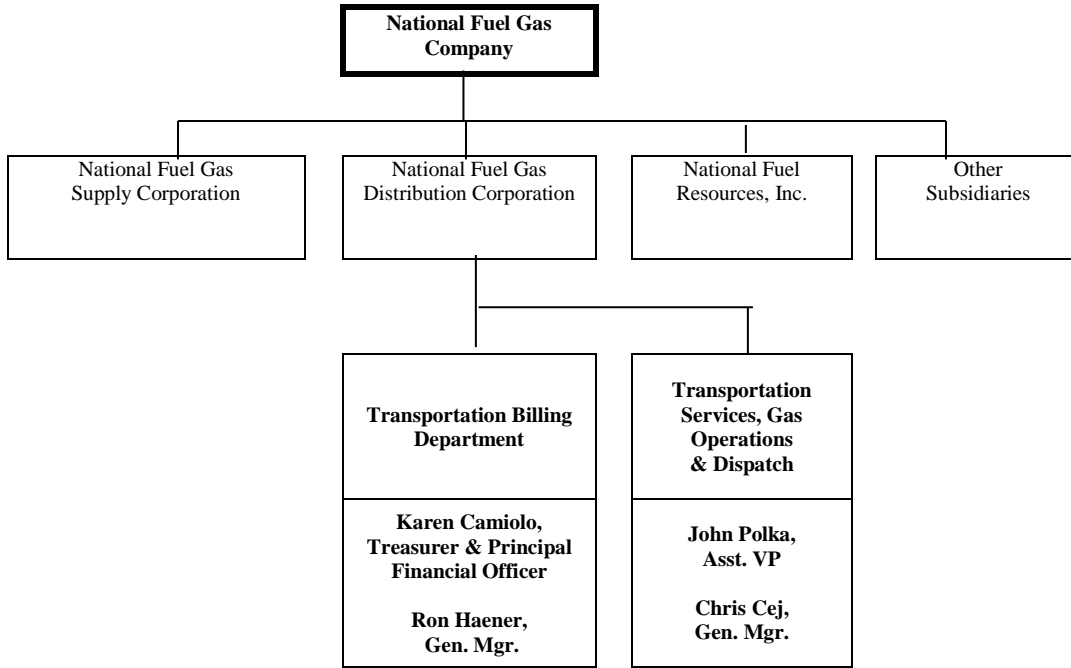 National Fuel Gas
Company
National Fuel Gas
Supply Corporation
National Fuel Gas
Distribution Corporation
National Fuel
Resources, Inc.
Other
Subsidiaries
Transportation Billing
Department
Transportation
Services, Gas
Operations
& Dispatch
Karen Camiolo,
Treasurer & Principal
Financial Officer
Ron Haener,
Gen. Mgr.
John Polka,
Asst. VP
Chris Cej,
Gen. Mgr.